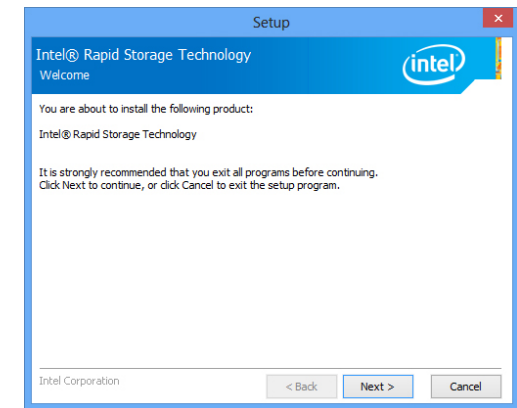 Setup
Intel® Rapid Storage Technology
Welcome
intel®
You are about to install the following product:
Intel® Rapid Storage Technology
It is strongly recommended that you exit all programs before continuing.
Click Next to continue, or click Cancel to exit the setup program.
Intel Corporation
< Back
Next >
Cancel